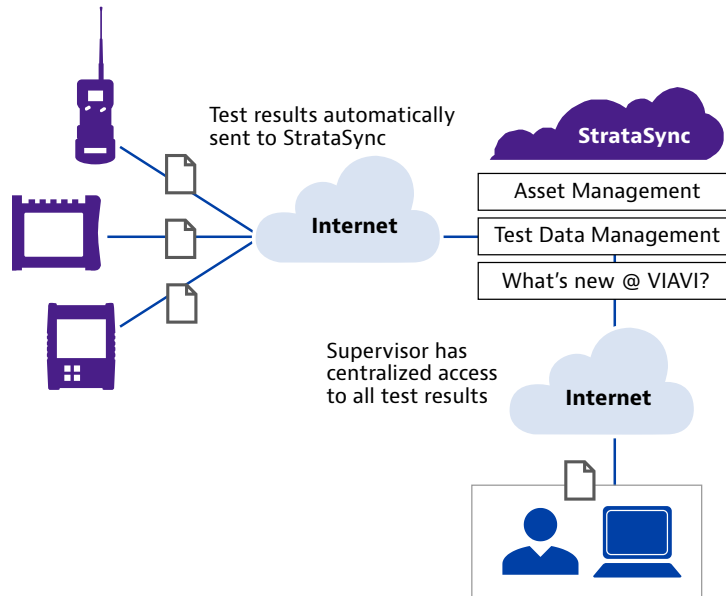 Test results automatically
sent to StrataSync
StrataSync
Asset Management
Internet
Test Data Management
What's new @ VIAVI?
Supervisor has
centralized access
to all test results
Internet